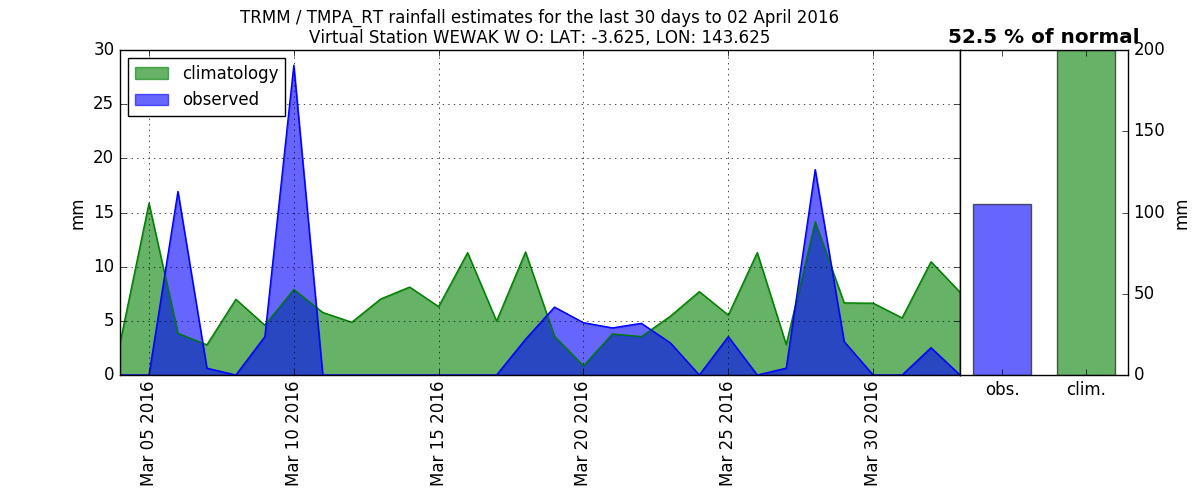 TRMM / TMPA_RT rainfall estimates for the last 30 days to 02 April 2016
Virtual Station WEWAK W O: LAT: -3.625, LON: 143.625
52.5 % of normal
climatology
observed
30
25
20
15
10
5
0
mm
Mar 05 2016
Mar 10 2016
Mar 15 2016
Mar 20 2016
Mar 25 2016
Mar 30 2016
obs.
clim.
200
150
100
50
0
mm